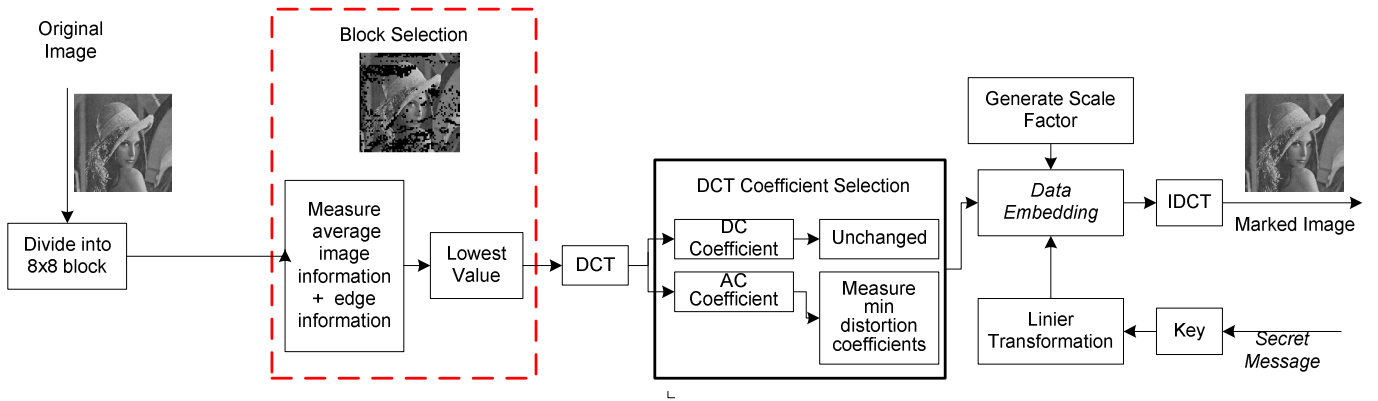 Original
Image
Divide into
8x8 block
Block Selection
Measure
average
image
information
+ edge
information
Lowest
Value
DCT
DCT Coefficient Selection
DC
Coefficient
Unchanged
AC
Coefficient
Measure
min
distortion
coefficients
Generate Scale
Factor
Data
Embedding
IDCT
Marked Image
Linier
Transformation
Key
Secret
Message